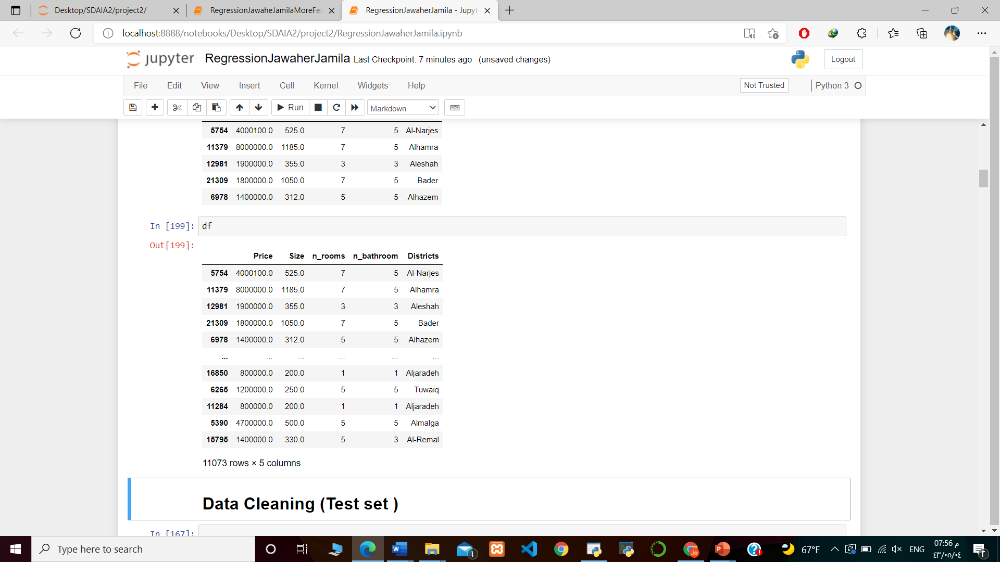 Desktop/SDAIA2/project2/
RegressionJawaheJamilaMoreFea
RegressionJawaherJamila - Jupyt
localhost:8888/notebooks/Desktop/SDAIA2/project2/RegressionJawaherJamila.ipynb
jupyter RegressionJawaherJamila Last Checkpoint: 7 minutes ago (unsaved changes)
Logout
File Edit View Insert Cell Kernel Widgets Help
Not Trusted Python 3
Run Markdown
5754 4000100.0 525.0 7 5 Al-Narjes
11379 8000000.0 1185.0 7 5 Alhamra
12981 1900000.0 355.0 3 3 Aleshah
21309 1800000.0 1050.0 7 5 Bader
6978 1400000.0 312.0 5 5 Alhazem
In [199]: df
Out[199]:
Price Size n_rooms n_bathroom Districts
5754 4000100.0 525.0 7 5 Al-Narjes
11379 8000000.0 1185.0 7 5 Alhamra
12981 1900000.0 355.0 3 3 Aleshah
21309 1800000.0 1050.0 7 5 Bader
6978 1400000.0 312.0 5 5 Alhazem
... ... ... ... ... ...
16850 800000.0 200.0 1 1 Aljaradeh
6265 1200000.0 250.0 5 5 Tuwaiq
11284 800000.0 200.0 1 1 Aljaradeh
5390 4700000.0 500.0 5 5 Almalga
15795 1400000.0 330.0 5 3 Al-Remal
11073 rows × 5 columns
Data Cleaning (Test set )
In [167]:
Type here to search
67°F
ENG
07:56 م
٤٣/٠٥/٠٤